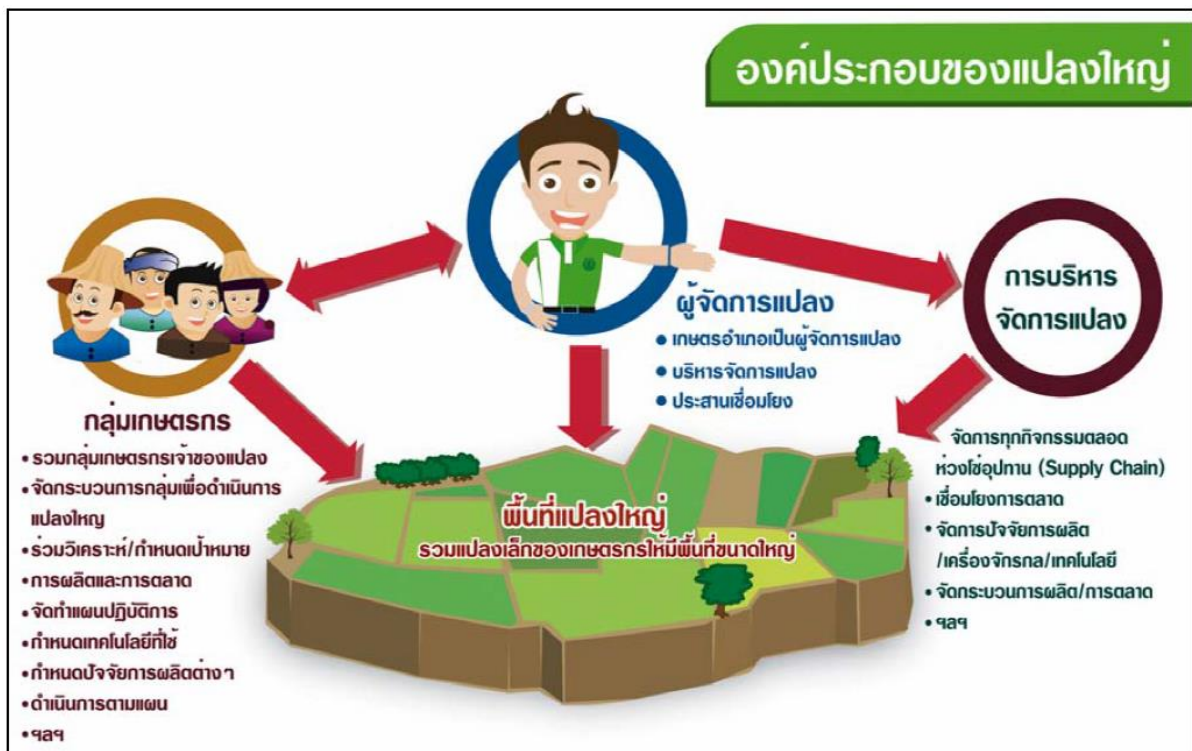 องค์ประกอบของแปลงใหญ่
ผู้จัดการแปลง
• เกษตรอำเภอเป็นผู้จัดการแปลง
• บริหารจัดการแปลง
• ประสานเชื่อมโยง
การบริหาร
จัดการแปลง
กลุ่มเกษตรกร
• รวมกลุ่มเกษตรกรเจ้าของแปลง
• จัดกระบวนการกลุ่มเพื่อดำเนินการ
แปลงใหญ่
• ร่วมวิเคราะห์/กำหนดเป้าหมาย
• การผลิตและการตลาด
• จัดทำแผนปฏิบัติการ
• กำหนดเทคโนโลยีที่ใช้
• กำหนดปัจจัยการผลิตต่างๆ
• ดำเนินการตามแผน
• ฯลฯ
พื้นที่แปลงใหญ่
รวมแปลงเล็กของเกษตรกรให้มีพื้นที่ขนาดใหญ่
จัดการทุกกิจกรรมตลอด
ห่วงโซ่อุปทาน (Supply Chain)
• เชื่อมโยงการตลาด
• จัดการปัจจัยการผลิต
/เครื่องจักรกล/เทคโนโลยี
• จัดกระบวนการผลิต/การตลาด
• ฯลฯ